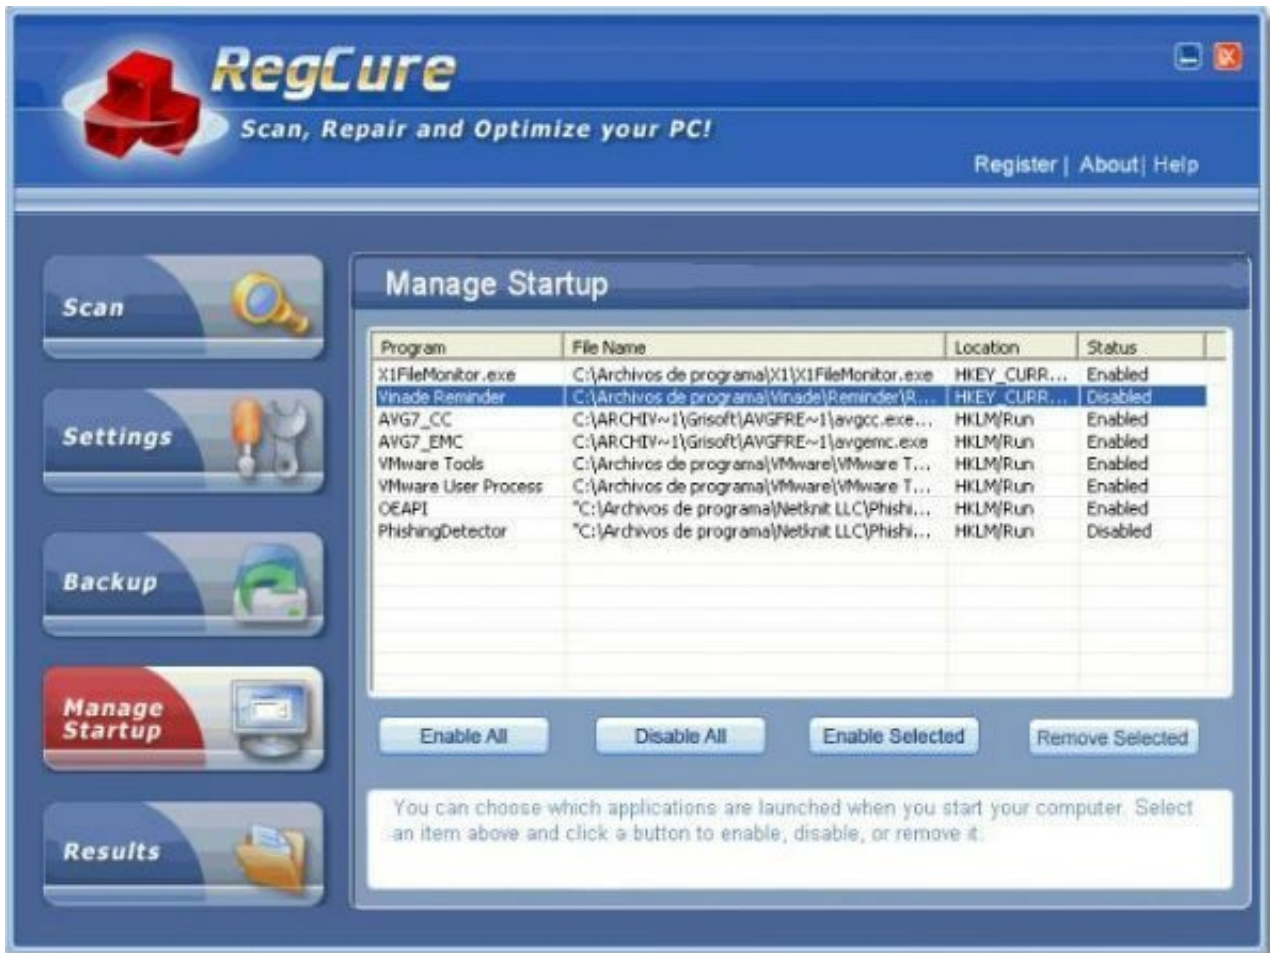 RegCure
Scan, Repair and Optimize your PC!
Register | About | Help
Scan
Settings
Backup
Manage
Startup
Results
Manage Startup
Program File Name Location Status
X1FileMonitor.exe C:\Archivos de programa\X1\X1FileMonitor.exe HKEY_CURR... Enabled
Vinade Reminder C:\Archivos de programa\Vinade\Reminder\R... HKEY_CURR... Disabled
AVG7_CC C:\ARCHIV~1\Grisoft\AVGFRE~1\avgcc.exe... HKLM/Run Enabled
AVG7_EMC C:\ARCHIV~1\Grisoft\AVGFRE~1\avgemc.exe HKLM/Run Enabled
VMware Tools C:\Archivos de programa\VMware\VMware T... HKLM/Run Enabled
VMware User Process C:\Archivos de programa\VMware\VMware T... HKLM/Run Enabled
OEAPI "C:\Archivos de programa\Netknit LLC\Phishi... HKLM/Run Enabled
PhishingDetector "C:\Archivos de programa\Netknit LLC\Phishi... HKLM/Run Disabled
Enable All Disable All Enable Selected Remove Selected
You can choose which applications are launched when you start your computer. Select
an item above and click a button to enable, disable, or remove it.